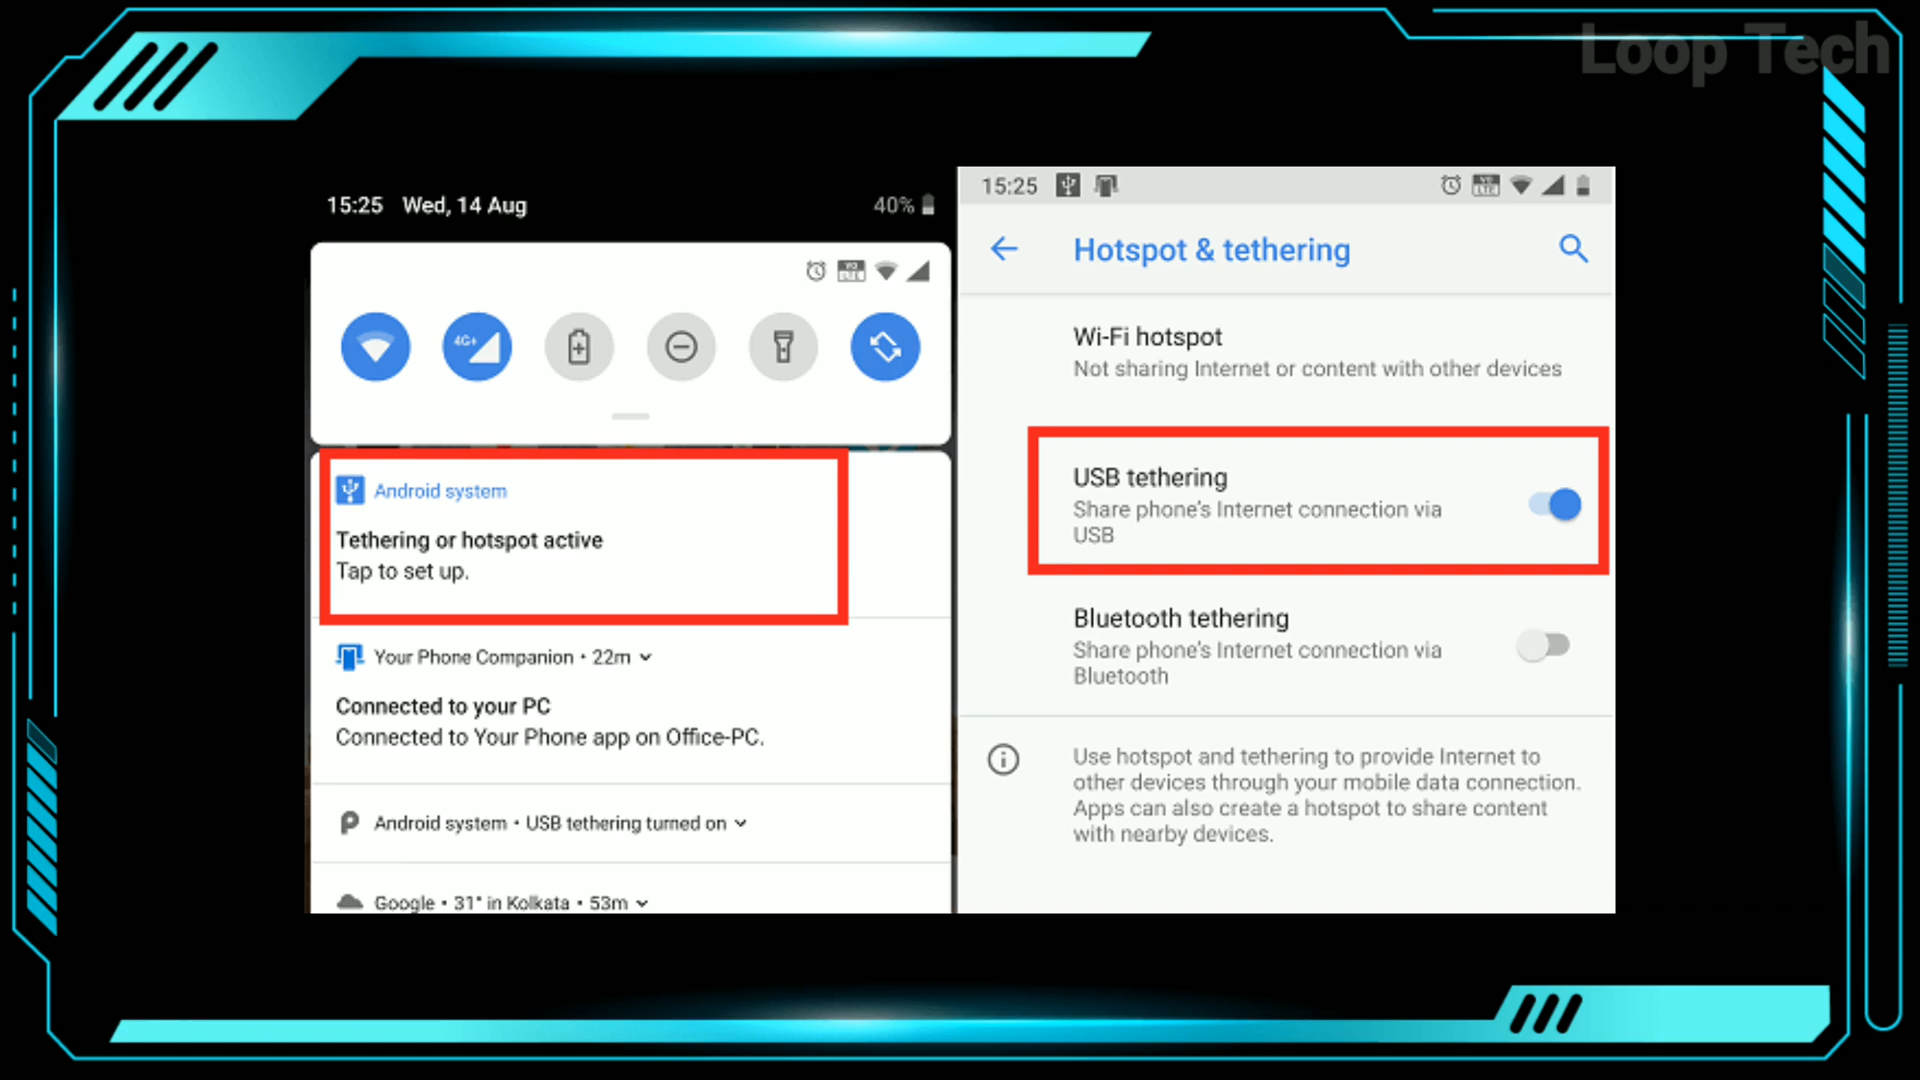 Loop Tech
15:25 Wed, 14 Aug 40%
VO LTE
4G+
Android system
Tethering or hotspot active
Tap to set up.
Your Phone Companion • 22m
Connected to your PC
Connected to Your Phone app on Office-PC.
Android system • USB tethering turned on
Google • 31° in Kolkata • 53m
15:25 VO LTE
Hotspot & tethering
Wi-Fi hotspot
Not sharing Internet or content with other devices
USB tethering
Share phone's Internet connection via
USB
Bluetooth tethering
Share phone's Internet connection via
Bluetooth
Use hotspot and tethering to provide Internet to
other devices through your mobile data connection.
Apps can also create a hotspot to share content
with nearby devices.